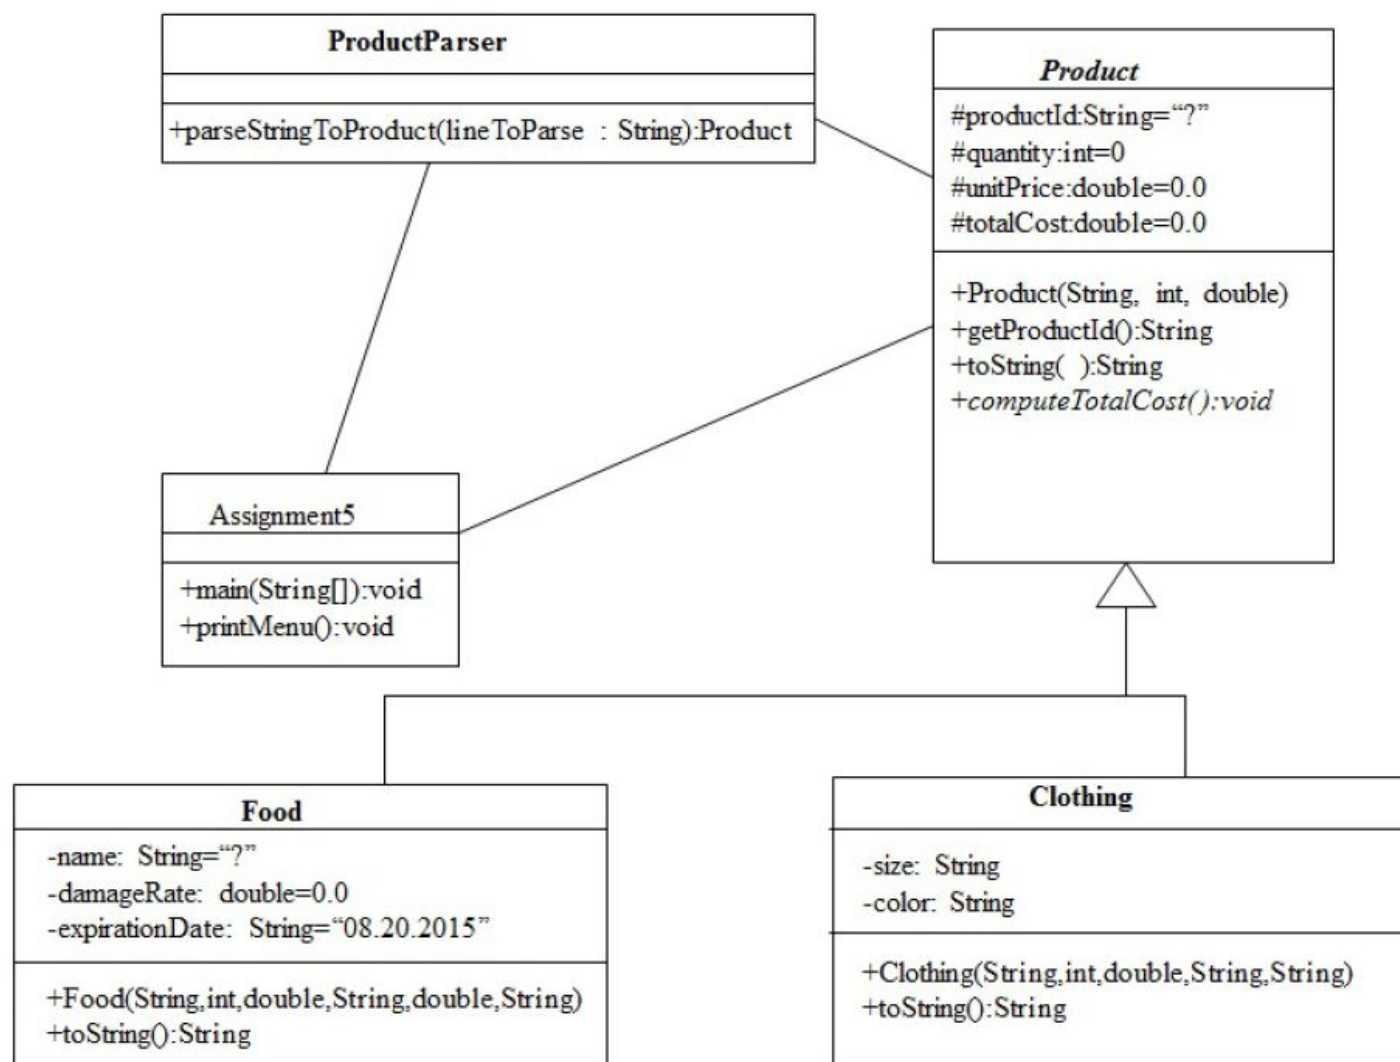 ProductParser
+parseStringToProduct(lineToParse : String):Product
Product
#productId:String=“?”
#quantity:int=0
#unitPrice:double=0.0
#totalCost:double=0.0
+Product(String, int, double)
+getProductId():String
+toString( ):String
+computeTotalCost():void
Assignment5
+main(String[]):void
+printMenu():void
Food
-name: String=“?”
-damageRate: double=0.0
-expirationDate: String=“08.20.2015”
+Food(String,int,double,String,double,String)
+toString():String
Clothing
-size: String
-color: String
+Clothing(String,int,double,String,String)
+toString():String